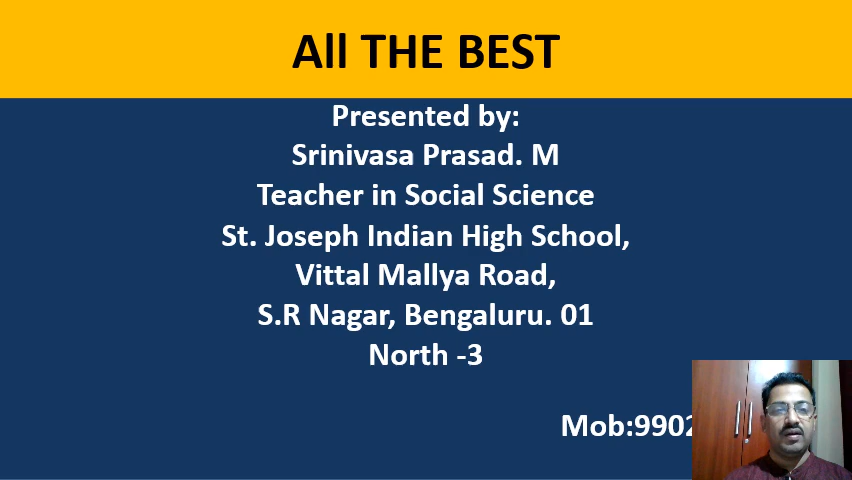 All THE BEST
Presented by:
Srinivasa Prasad. M
Teacher in Social Science
St. Joseph Indian High School,
Vittal Mallya Road,
S.R Nagar, Bengaluru. 01
North -3
Mob:9902